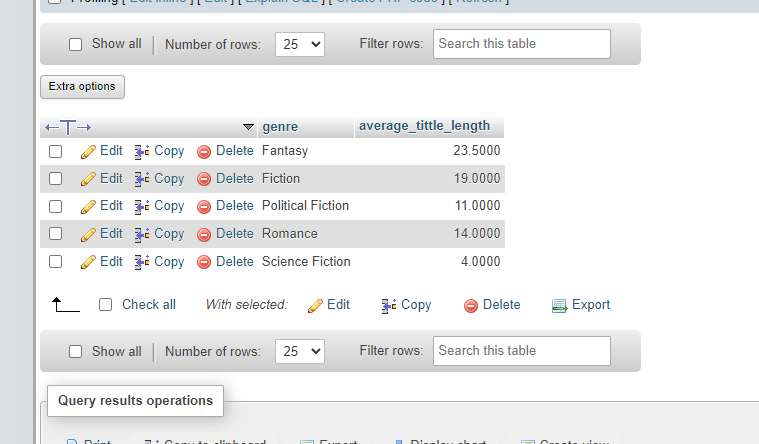 Profiling [ Edit inline ] [ Edit ] [ Explain SQL ] [ Create PHP code ] [ Refresh ]
Show all Number of rows: 25 Filter rows: Search this table
Extra options
genre average_tittle_length
Edit Copy Delete Fantasy 23.5000
Edit Copy Delete Fiction 19.0000
Edit Copy Delete Political Fiction 11.0000
Edit Copy Delete Romance 14.0000
Edit Copy Delete Science Fiction 4.0000
Check all With selected: Edit Copy Delete Export
Show all Number of rows: 25 Filter rows: Search this table
Query results operations
Print Copy to clipboard Export Display chart Create view